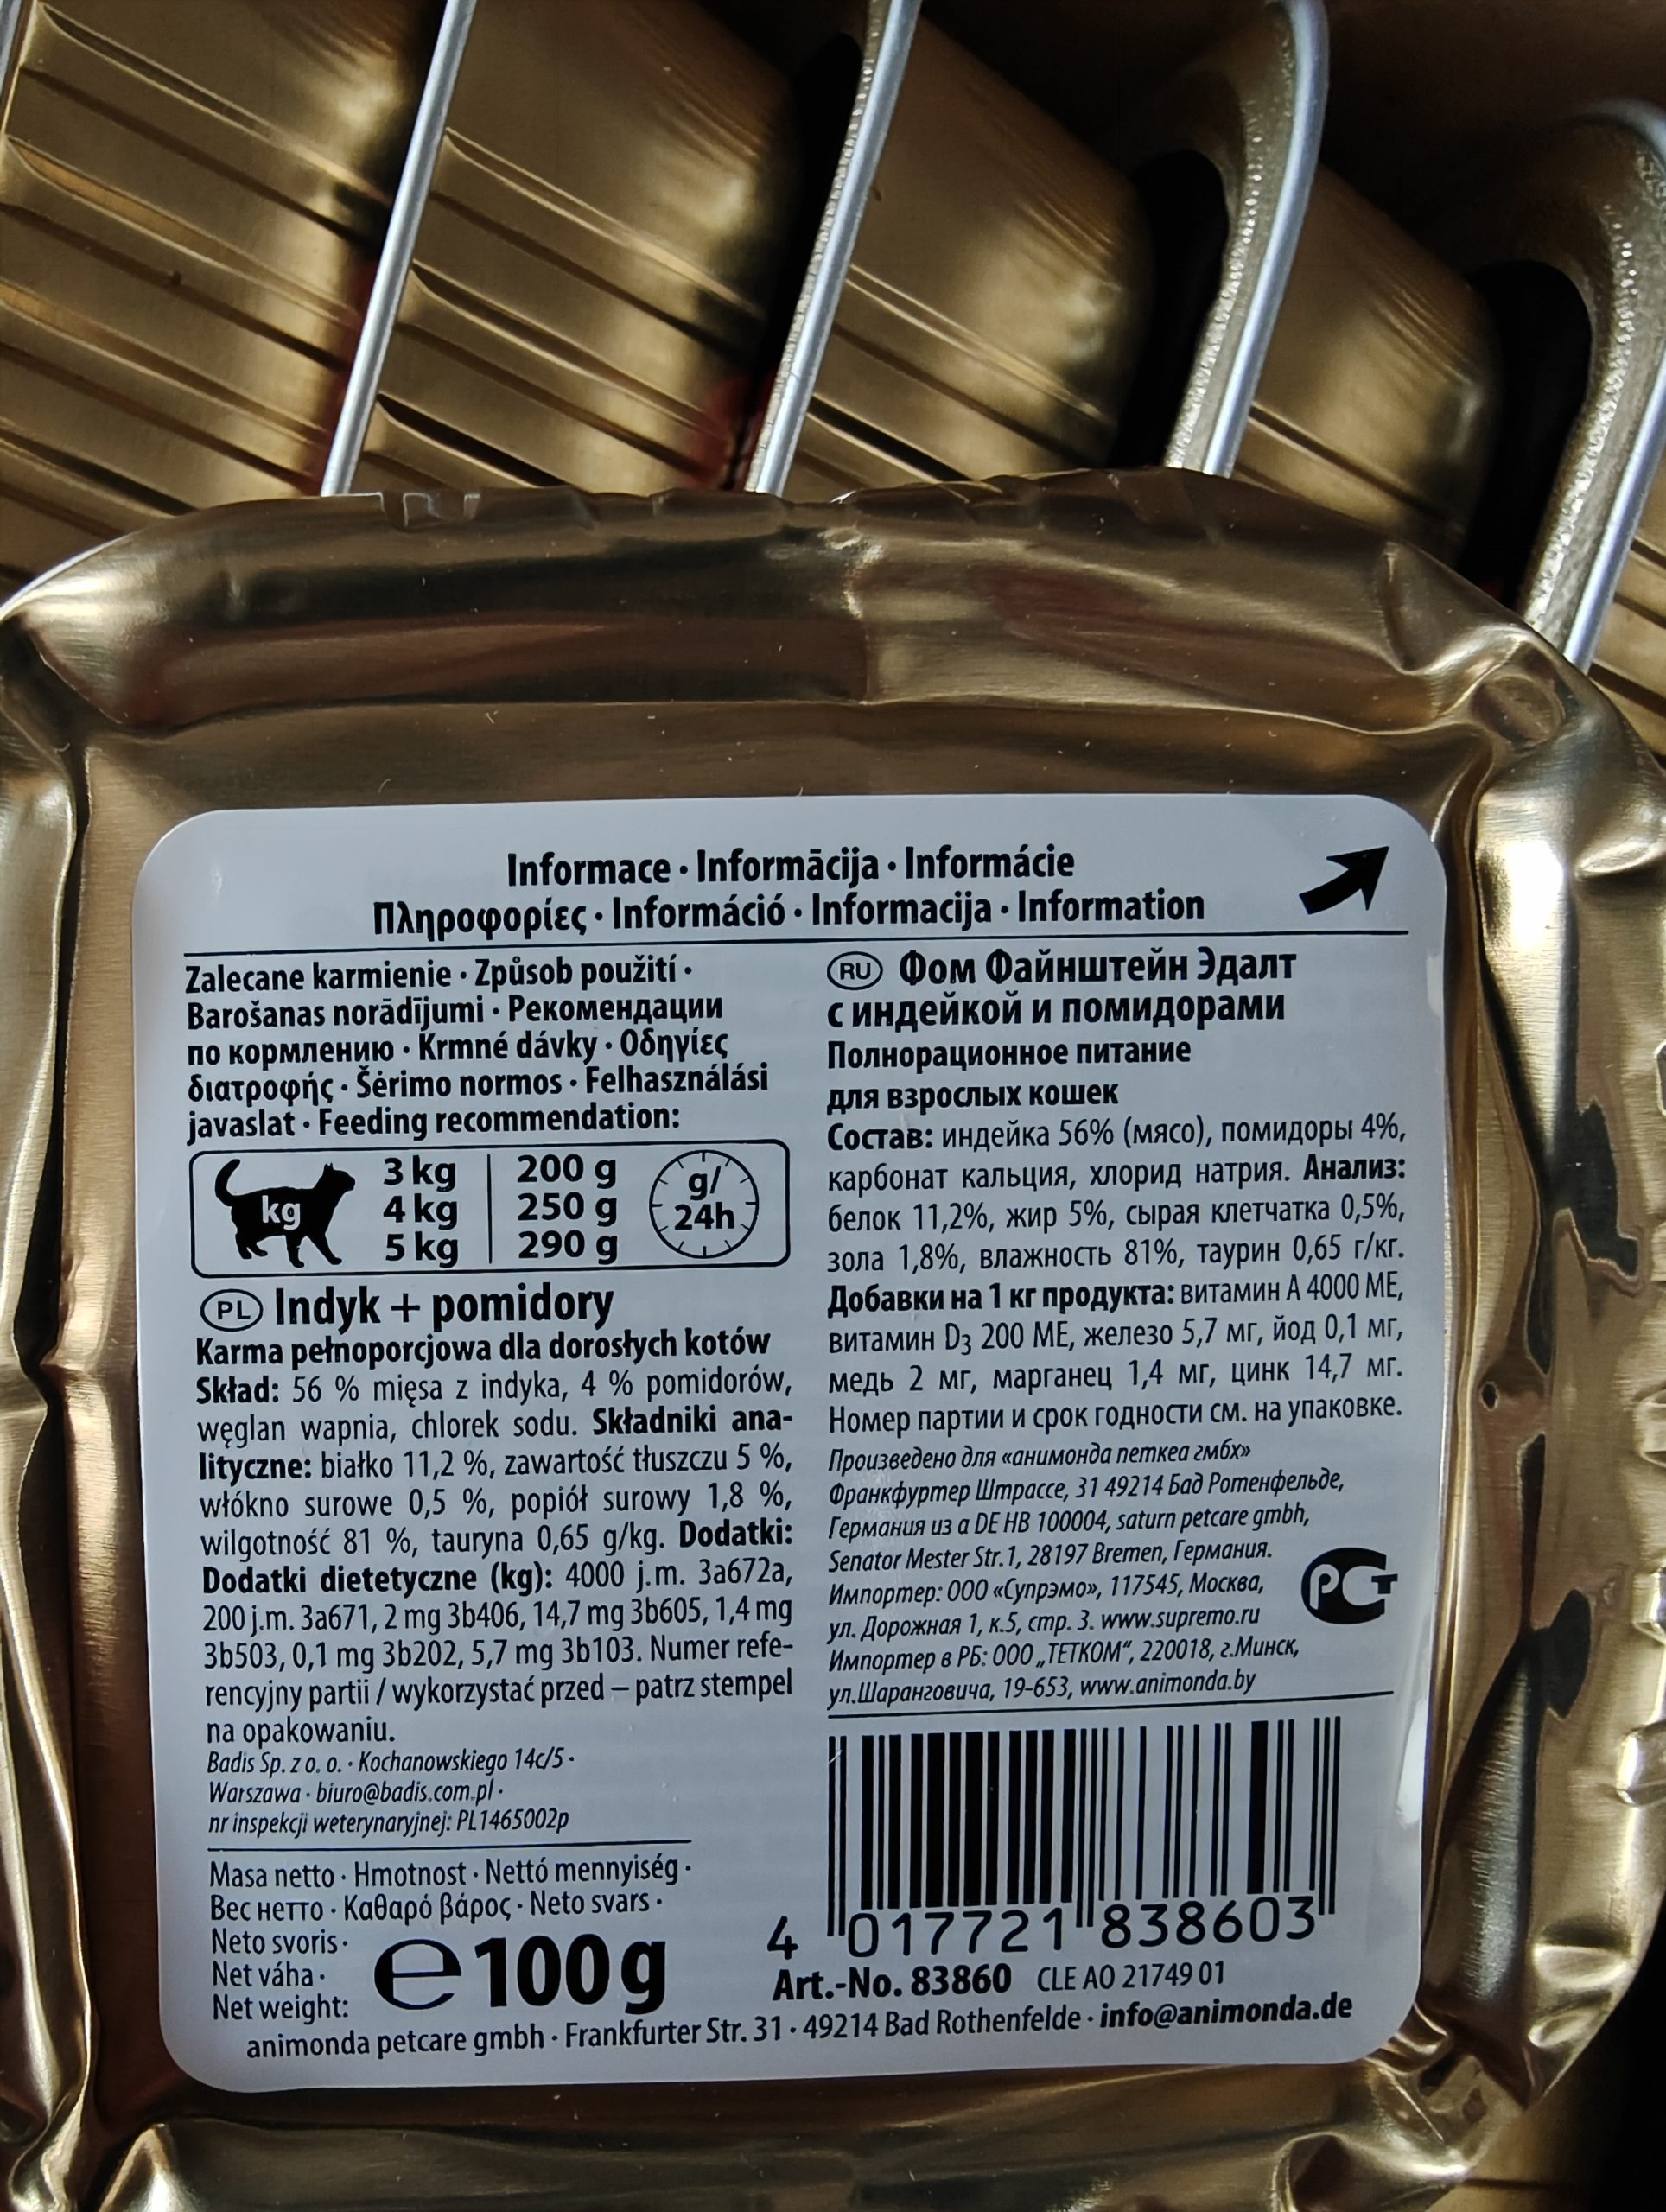 Informace · Informācija · Informácie
Πληροφορίες · Információ · Informacija · Information
Zalecane karmienie · Způsob použití ·
Barošanas norādījumi · Рекомендации
по кормлению · Krmné dávky · Οδηγίες
διατροφής · Šėrimo normos · Felhasználási
javaslat · Feeding recommendation:
kg
3 kg 200 g
4 kg 250 g
5 kg 290 g
g/
24h
PL Indyk + pomidory
Karma pełnoporcjowa dla dorosłych kotów
Skład: 56 % mięsa z indyka, 4 % pomidorów,
węglan wapnia, chlorek sodu. Składniki ana-
lityczne: białko 11,2 %, zawartość tłuszczu 5 %,
włókno surowe 0,5 %, popiół surowy 1,8 %,
wilgotność 81 %, tauryna 0,65 g/kg. Dodatki:
Dodatki dietetyczne (kg): 4000 j.m. 3a672a,
200 j.m. 3a671, 2 mg 3b406, 14,7 mg 3b605, 1,4 mg
3b503, 0,1 mg 3b202, 5,7 mg 3b103. Numer refe-
rencyjny partii / wykorzystać przed – patrz stempel
na opakowaniu.
Badis Sp. z o. o. · Kochanowskiego 14c/5 ·
Warszawa · biuro@badis.com.pl ·
nr inspekcji weterynaryjnej: PL1465002p
Masa netto · Hmotnost · Nettó mennyiség ·
Вес нетто · Καθαρό βάρος · Neto svars ·
Neto svoris ·
Net váha ·
Net weight:
e 100 g
RU Фом Файнштейн Эдалт
с индейкой и помидорами
Полнорационное питание
для взрослых кошек
Состав: индейка 56% (мясо), помидоры 4%,
карбонат кальция, хлорид натрия. Анализ:
белок 11,2%, жир 5%, сырая клетчатка 0,5%,
зола 1,8%, влажность 81%, таурин 0,65 г/кг.
Добавки на 1 кг продукта: витамин А 4000 МЕ,
витамин D3 200 МЕ, железо 5,7 мг, йод 0,1 мг,
медь 2 мг, марганец 1,4 мг, цинк 14,7 мг.
Номер партии и срок годности см. на упаковке.
Произведено для «анимонда петкеа гмбх»
Франкфуртер Штрассе, 31 49214 Бад Ротенфельде,
Германия из а DE HB 100004, saturn petcare gmbh,
Senator Mester Str. 1, 28197 Bremen, Германия.
Импортер: ООО «Супрэмо», 117545, Москва,
ул. Дорожная 1, к.5, стр. 3. www.supremo.ru
Импортер в РБ: ООО „ТЕТКОМ“, 220018, г.Минск,
ул.Шаранговича, 19-653, www.animonda.by
РСТ
4 017721 838603
Art.-No. 83860 CLE AO 21749 01
animonda petcare gmbh · Frankfurter Str. 31 · 49214 Bad Rothenfelde · info@animonda.de